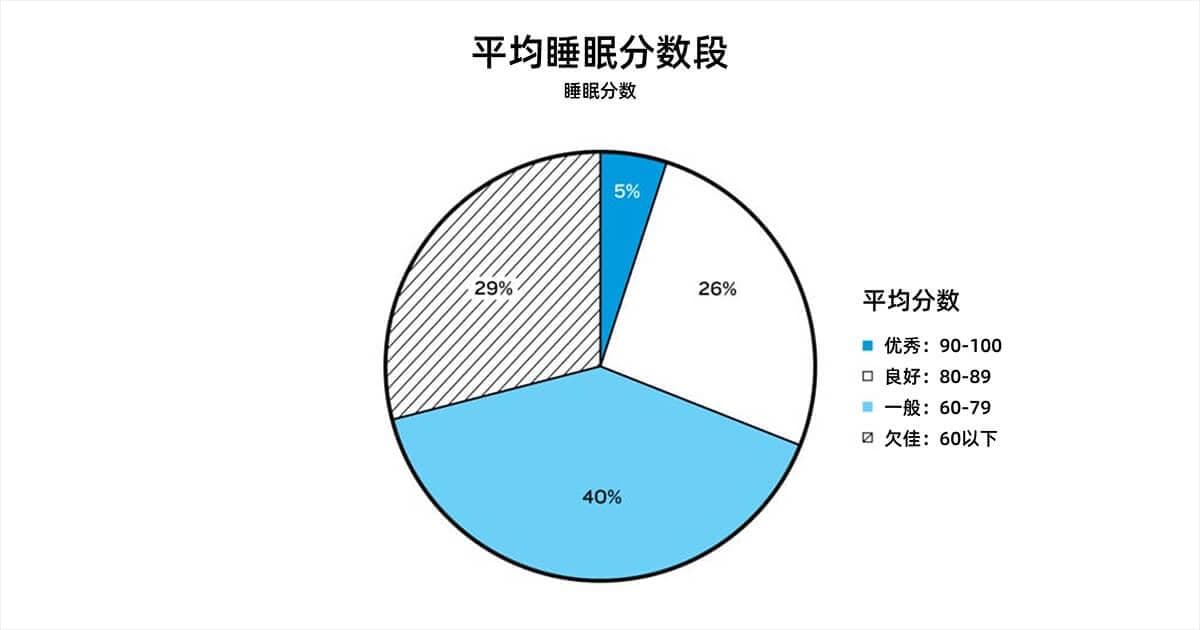 平均睡眠分数段
睡眠分数
5%
29%
26%
40%
平均分数
优秀：90-100
良好：80-89
一般：60-79
欠佳：60以下